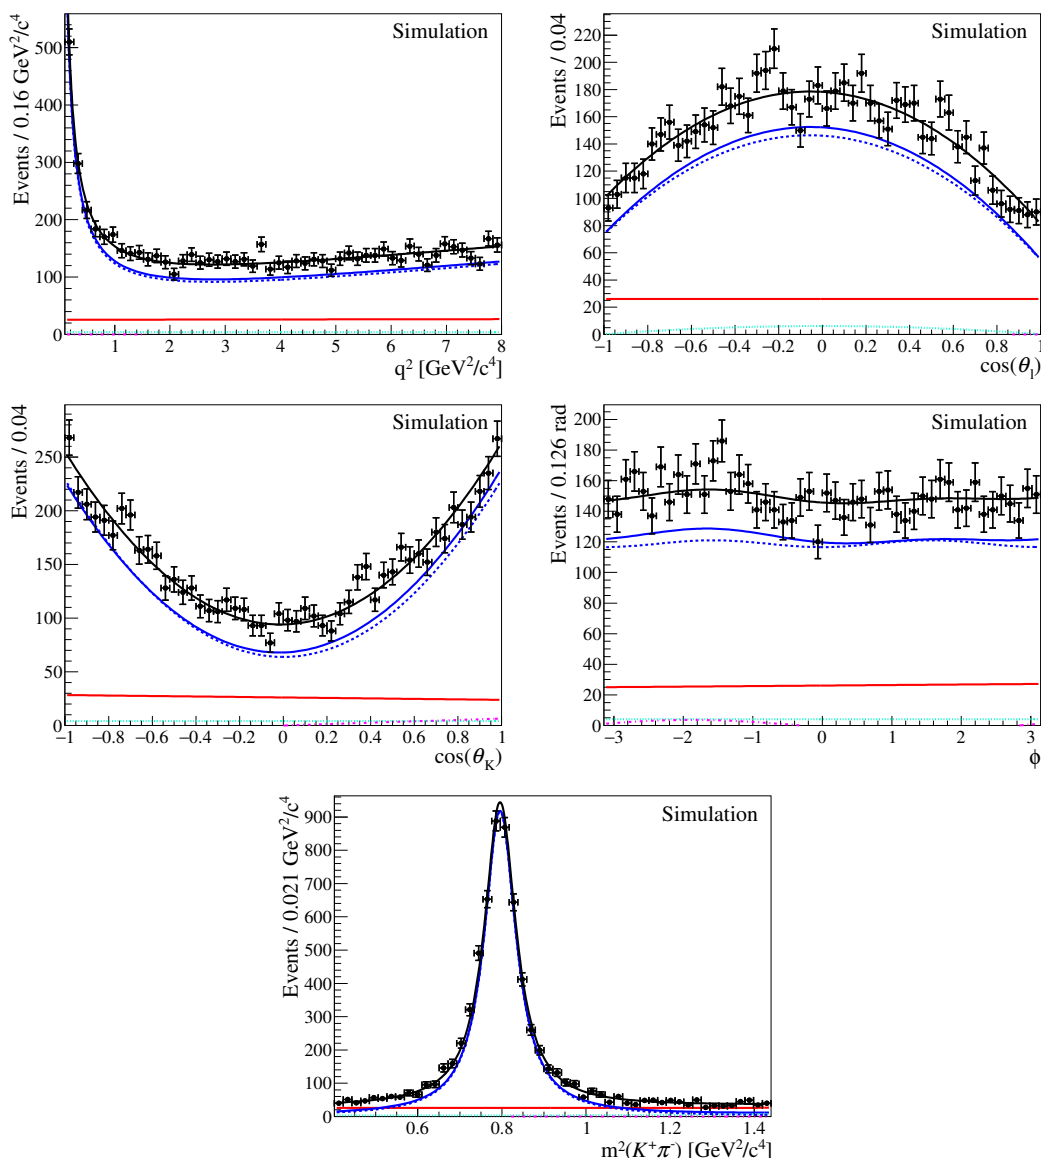 Events / 0.16 GeV²/c⁴
Simulation
500
400
300
200
100
0
1 2 3 4 5 6 7 8
q² [GeV²/c⁴]
Events / 0.04
Simulation
220
200
180
160
140
120
100
80
60
40
20
0
−1 −0.8 −0.6 −0.4 −0.2 0 0.2 0.4 0.6 0.8 1
cos(θₗ)
Events / 0.04
Simulation
250
200
150
100
50
0
−1 −0.8 −0.6 −0.4 −0.2 0 0.2 0.4 0.6 0.8 1
cos(θ_K)
Events / 0.126 rad
Simulation
200
180
160
140
120
100
80
60
40
20
0
−3 −2 −1 0 1 2 3
ϕ
Events / 0.021 GeV²/c⁴
Simulation
900
800
700
600
500
400
300
200
100
0
0.6 0.8 1 1.2 1.4
m²(K⁺π⁻) [GeV²/c⁴]